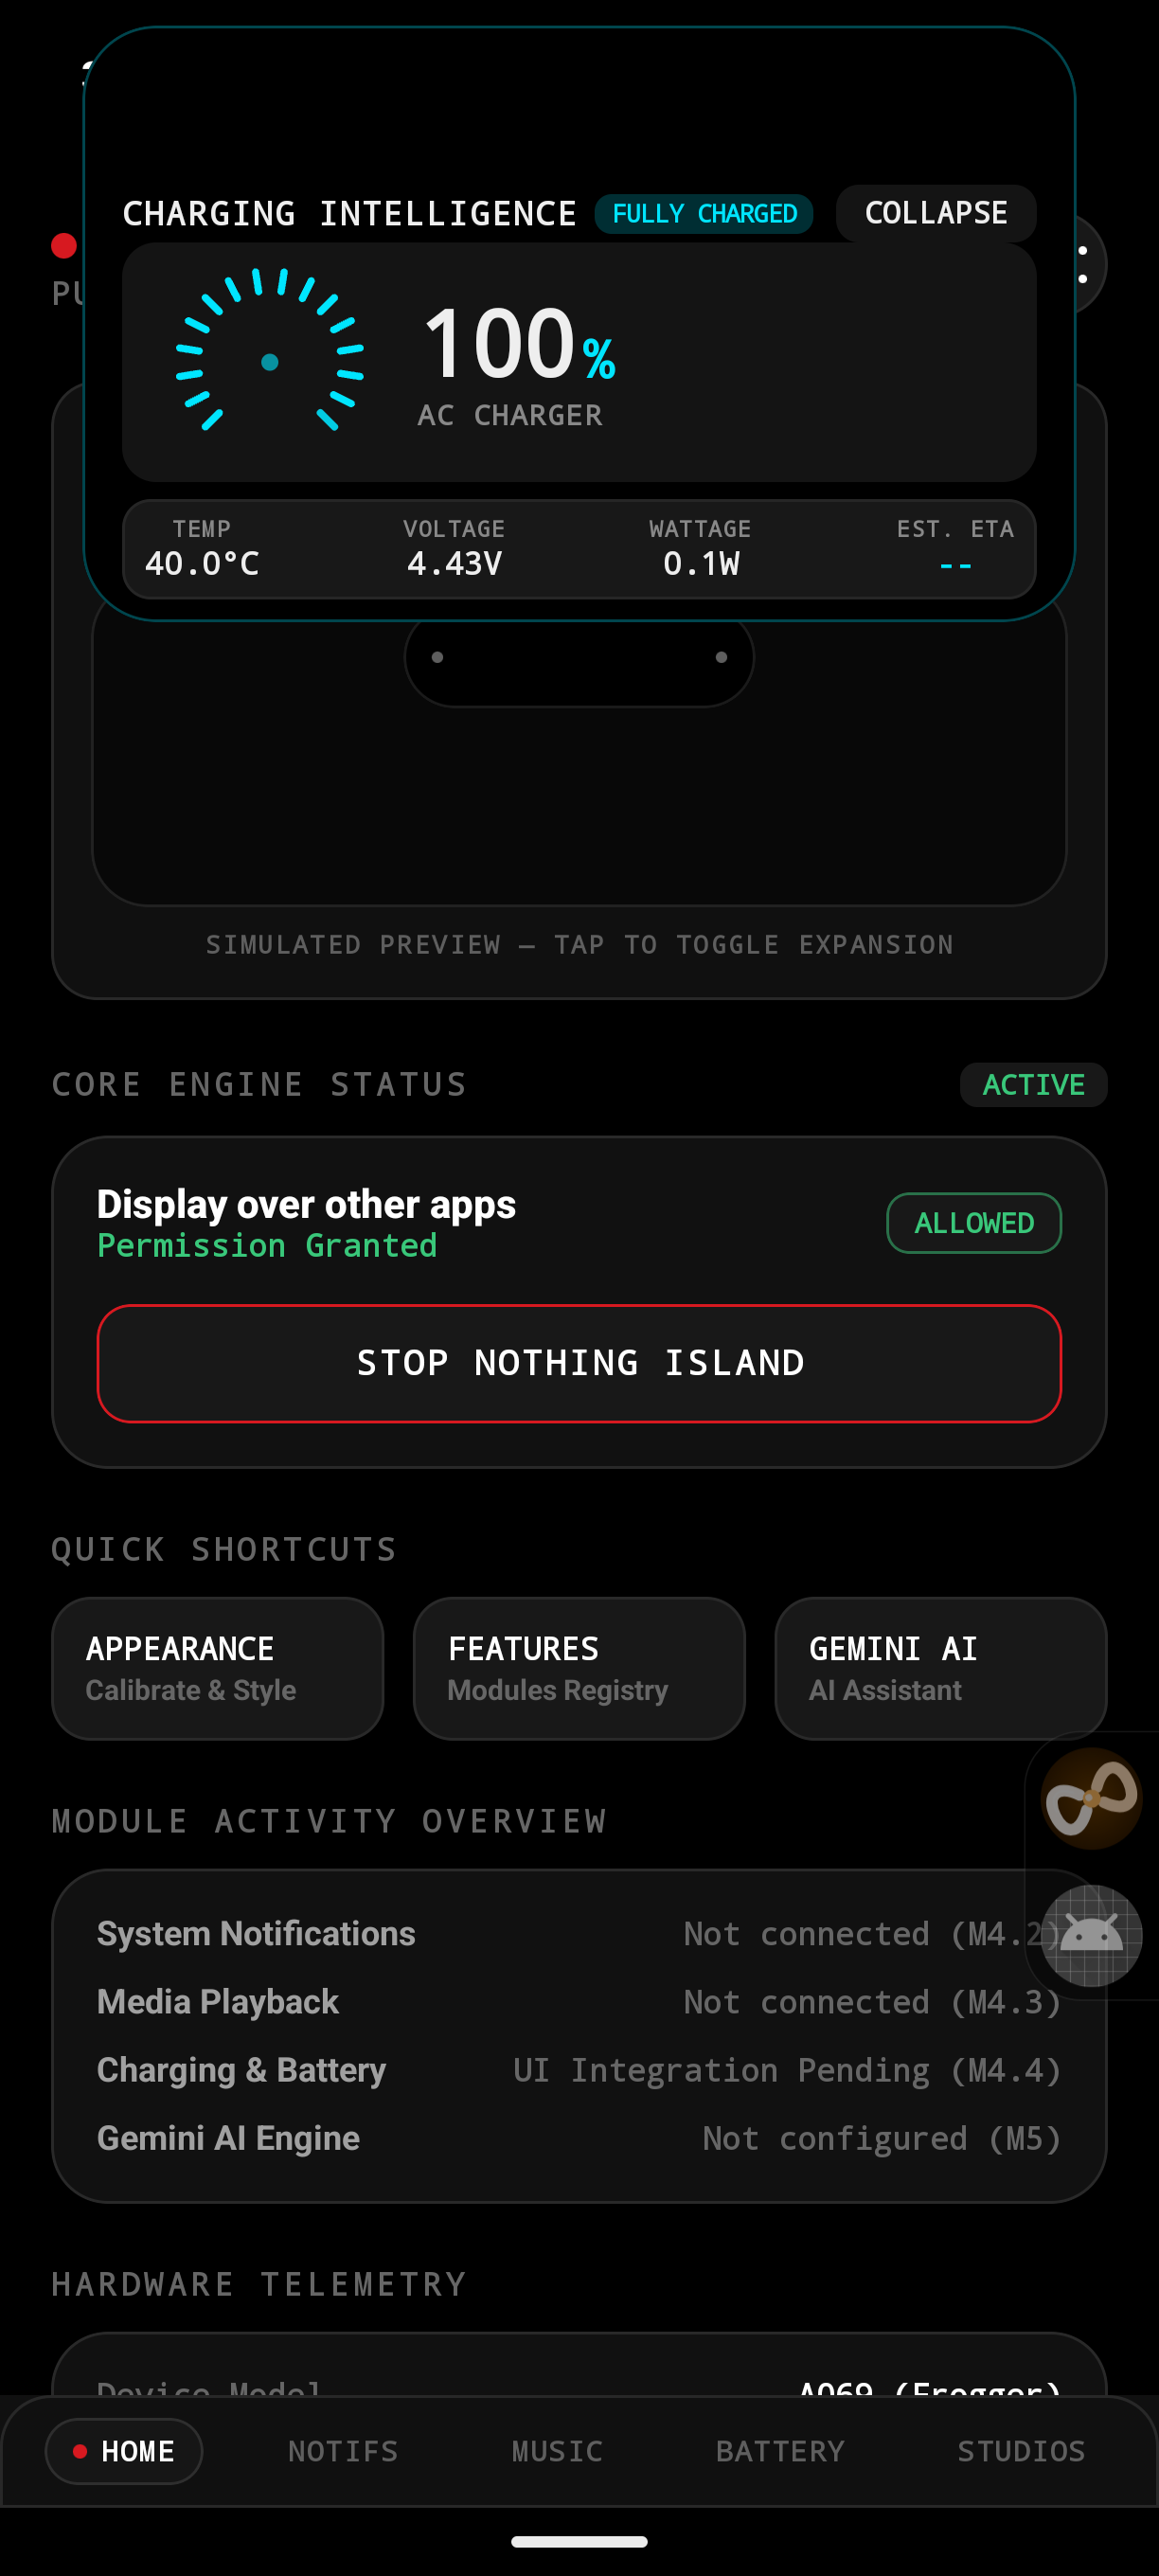 CHARGING INTELLIGENCE FULLY CHARGED COLLAPSE
100%
AC CHARGER
TEMP VOLTAGE WATTAGE EST. ETA
40.0°C 4.43V 0.1W --
SIMULATED PREVIEW — TAP TO TOGGLE EXPANSION
CORE ENGINE STATUS ACTIVE
Display over other apps
Permission Granted
ALLOWED
STOP NOTHING ISLAND
QUICK SHORTCUTS
APPEARANCE
Calibrate & Style
FEATURES
Modules Registry
GEMINI AI
AI Assistant
MODULE ACTIVITY OVERVIEW
System Notifications Not connected (M4.2)
Media Playback Not connected (M4.3)
Charging & Battery UI Integration Pending (M4.4)
Gemini AI Engine Not configured (M5)
HARDWARE TELEMETRY
Device Model A069 (Frogger)
HOME NOTIFS MUSIC BATTERY STUDIOS